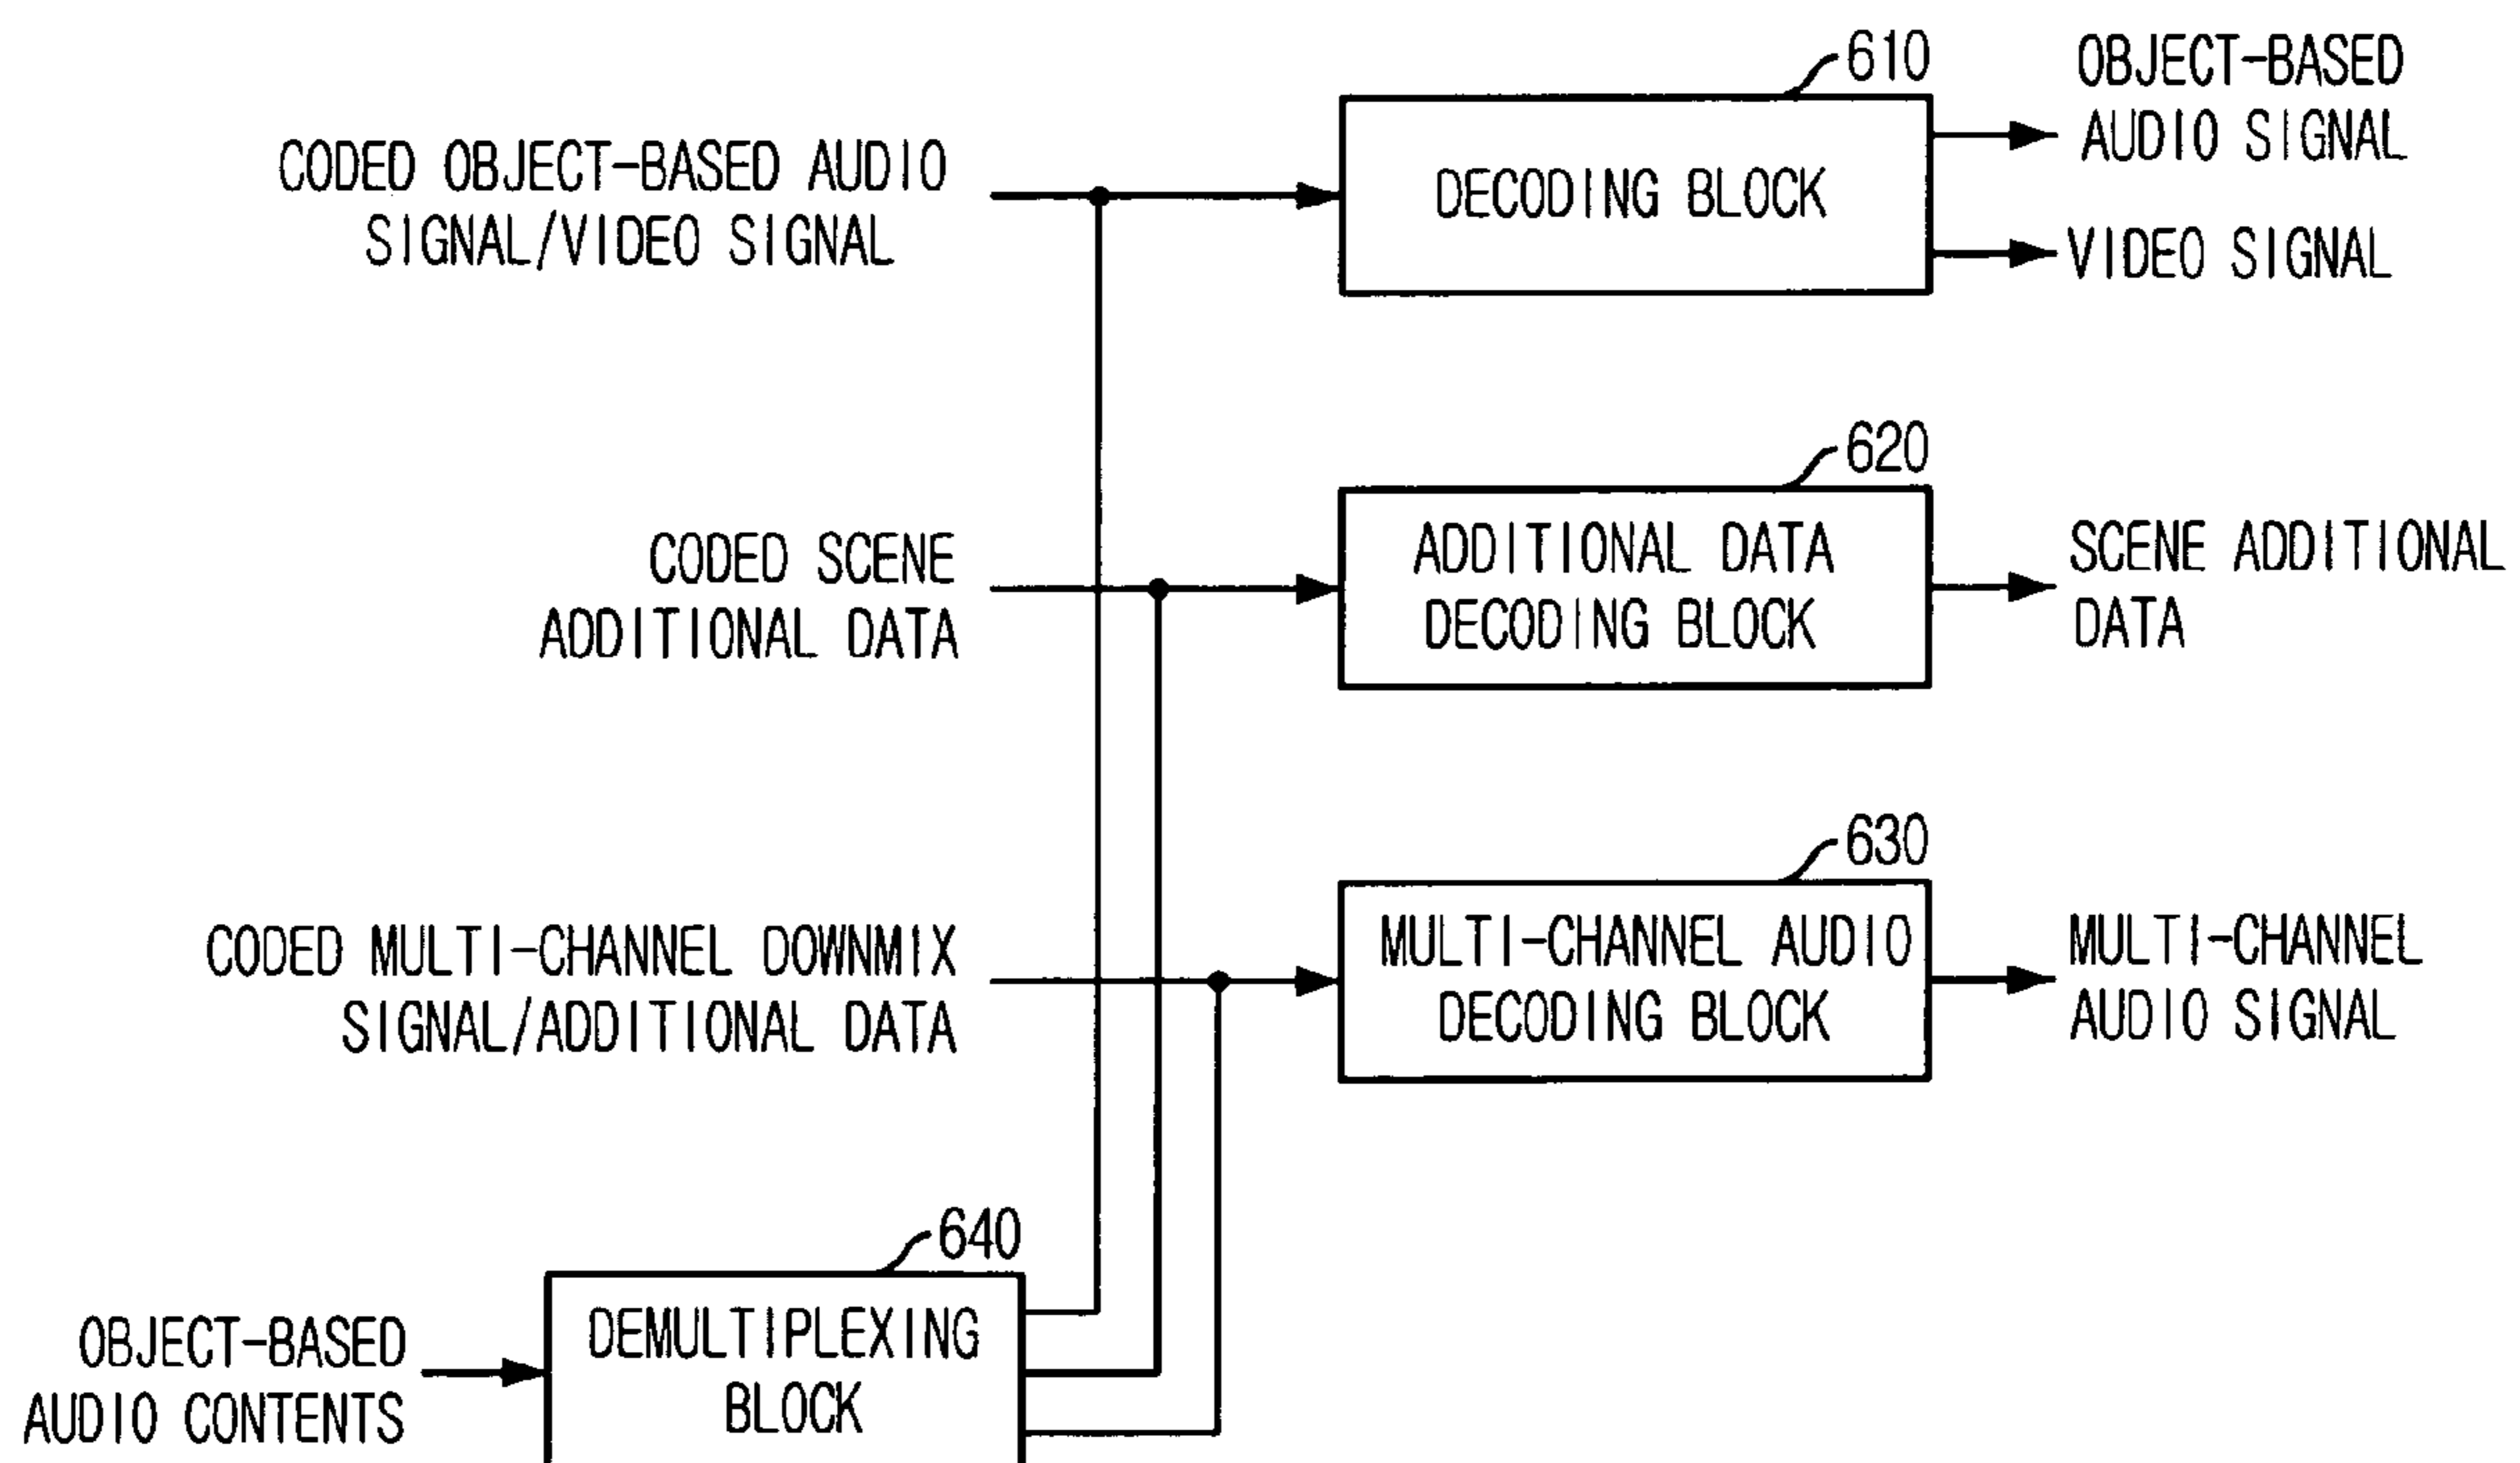 610
OBJECT-BASED
AUDIO SIGNAL
CODED OBJECT-BASED AUDIO
SIGNAL/VIDEO SIGNAL
DECODING BLOCK
VIDEO SIGNAL
620
CODED SCENE
ADDITIONAL DATA
ADDITIONAL DATA
DECODING BLOCK
SCENE ADDITIONAL
DATA
630
CODED MULTI-CHANNEL DOWNMIX
SIGNAL/ADDITIONAL DATA
MULTI-CHANNEL AUDIO
DECODING BLOCK
MULTI-CHANNEL
AUDIO SIGNAL
640
OBJECT-BASED
AUDIO CONTENTS
DEMULTIPLEXING
BLOCK